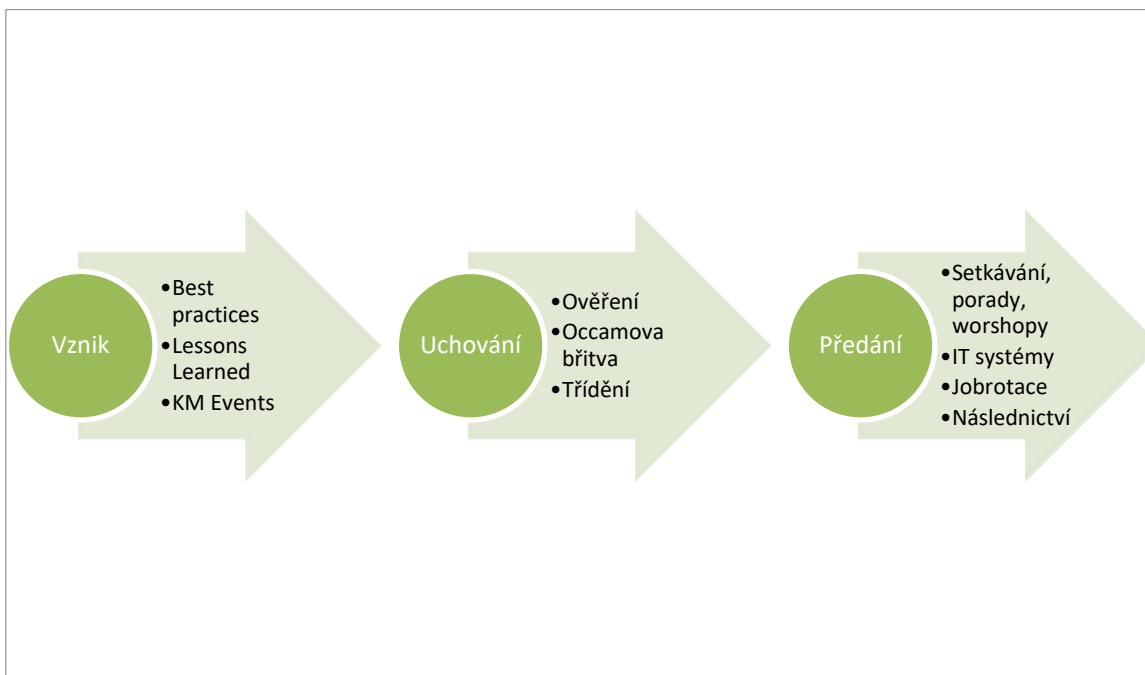 Vznik
•Best
practices
•Lessons
Learned
•KM Events
Uchování
•Ověření
•Occamova
břitva
•Třídění
Předání
•Setkávání,
porady,
worshopy
•IT systémy
•Jobrotace
•Následnictví